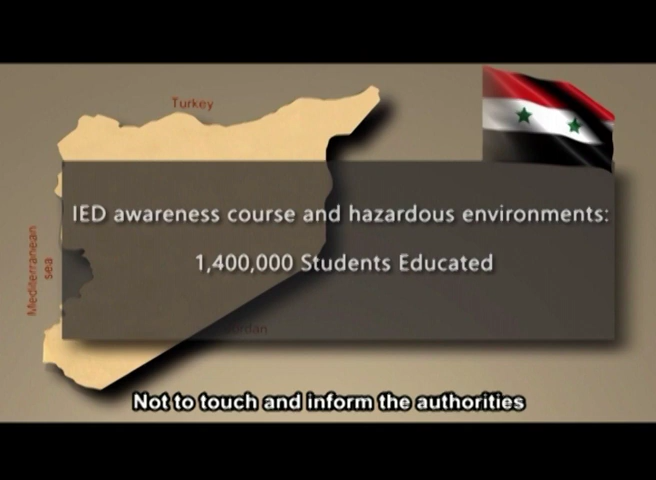 Turkey
IED awareness course and hazardous environments:
1,400,000 Students Educated
Mediterranean
sea
Jordan
Not to touch and inform the authorities